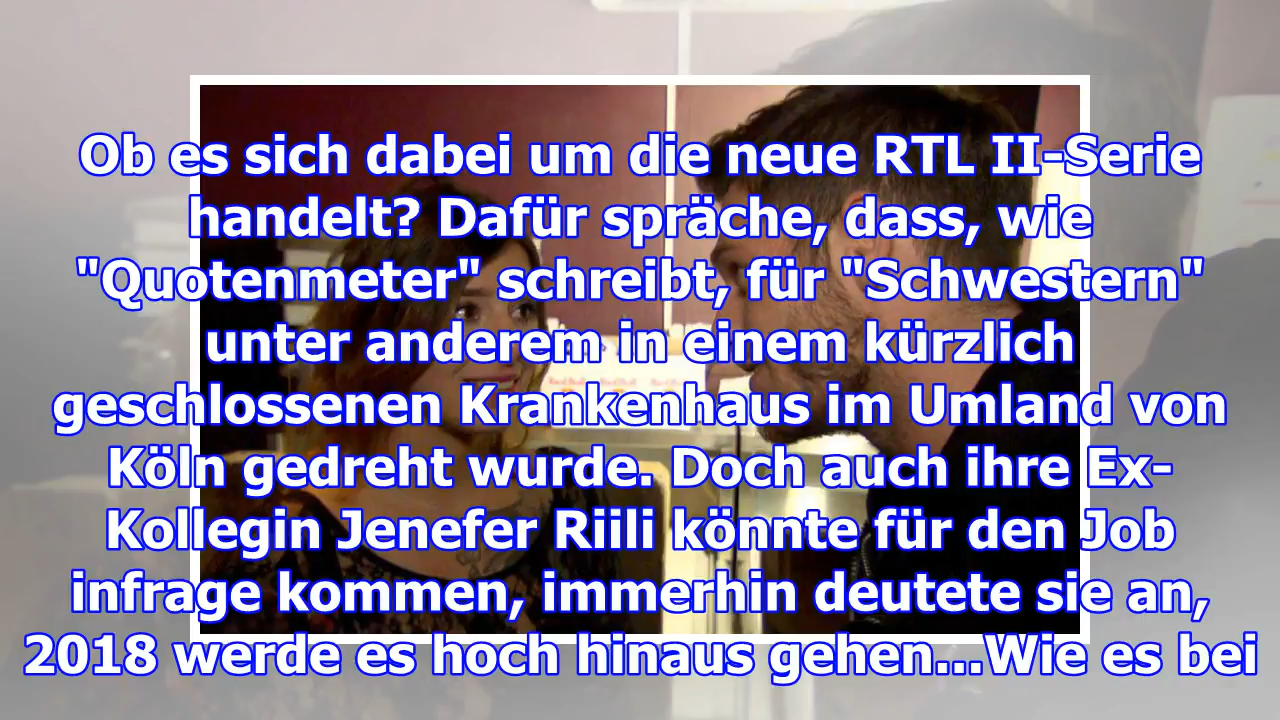 Ob es sich dabei um die neue RTL II-Serie
handelt? Dafür spräche, dass, wie
"Quotenmeter" schreibt, für "Schwestern"
unter anderem in einem kürzlich
geschlossenen Krankenhaus im Umland von
Köln gedreht wurde. Doch auch ihre Ex-
Kollegin Jenefer Riili könnte für den Job
infrage kommen, immerhin deutete sie an,
2018 werde es hoch hinaus gehen...Wie es bei